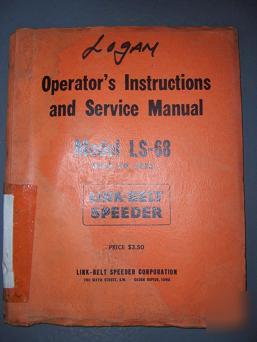 LOGAN
Operator's Instructions
and Service Manual
Model LS-68
LINK-BELT
SPEEDER
PRICE $3.50
LINK-BELT SPEEDER CORPORATION
CEDAR RAPIDS, IOWA